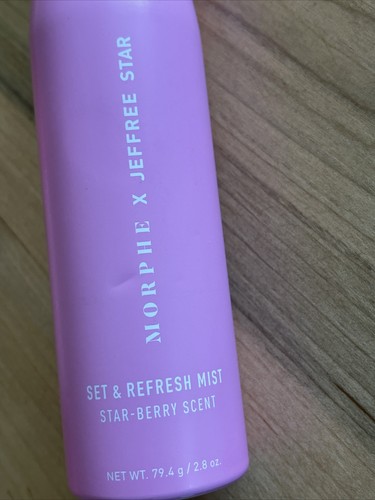 MORPHE X JEFFREE STAR
SET & REFRESH MIST
STAR-BERRY SCENT
NET WT. 79.4 g / 2.8 oz.